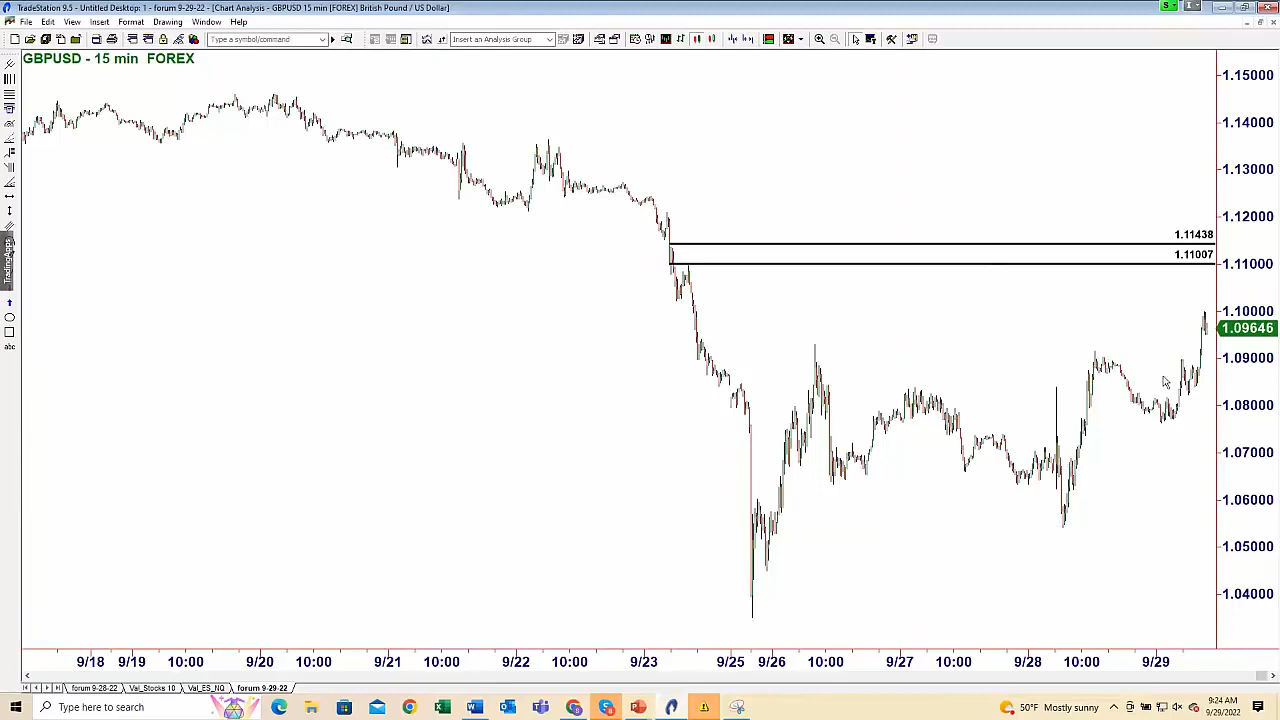 TradeStation 9.5 - Untitled Desktop: 1 - forum 9-29-22 - [Chart Analysis - GBPUSD 15 min [FOREX] British Pound / US Dollar]
File Edit View Insert Format Drawing Window Help
Type a symbol/command
Insert an Analysis Group
GBPUSD - 15 min FOREX
1.15000
1.14000
1.13000
1.12000
1.11438
1.11007
1.11000
1.10000
1.09646
1.09000
1.08000
1.07000
1.06000
1.05000
1.04000
TradingApps
abc
9/18 9/19 10:00 9/20 10:00 9/21 10:00 9/22 10:00 9/23 9/25 9/26 10:00 9/27 10:00 9/28 10:00 9/29
forum 9-28-22 Val_Stocks 10 Val_ES_NQ forum 9-29-22
Type here to search
50°F Mostly sunny
9:24 AM
9/29/2022